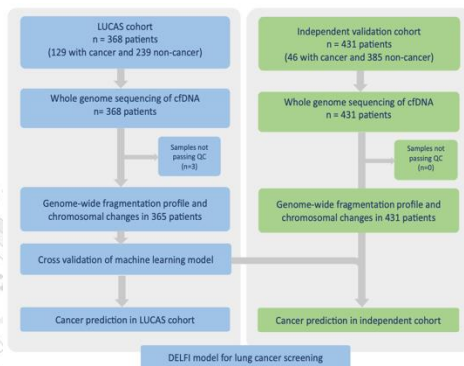 LUCAS cohort
n = 368 patients
(129 with cancer and 239 non-cancer)
Whole genome sequencing of cfDNA
n= 368 patients
Samples not
passing QC
(n=3)
Genome-wide fragmentation profile and
chromosomal changes in 365 patients
Cross validation of machine learning model
Cancer prediction in LUCAS cohort
Independent validation cohort
n = 431 patients
(46 with cancer and 385 non-cancer)
Whole genome sequencing of cfDNA
n = 431 patients
Samples not
passing QC
(n=0)
Genome-wide fragmentation profile and
chromosomal changes in 431 patients
Cancer prediction in independent cohort
DELFI model for lung cancer screening